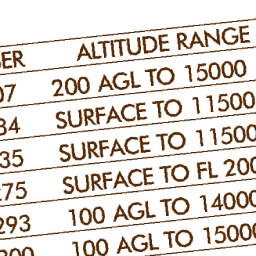 BER ALTITUDE RANGE
07 200 AGL TO 15000
34 SURFACE TO 11500
35 SURFACE TO 11500
275 SURFACE TO FL 200
293 100 AGL TO 14000
100 AGL TO 15000